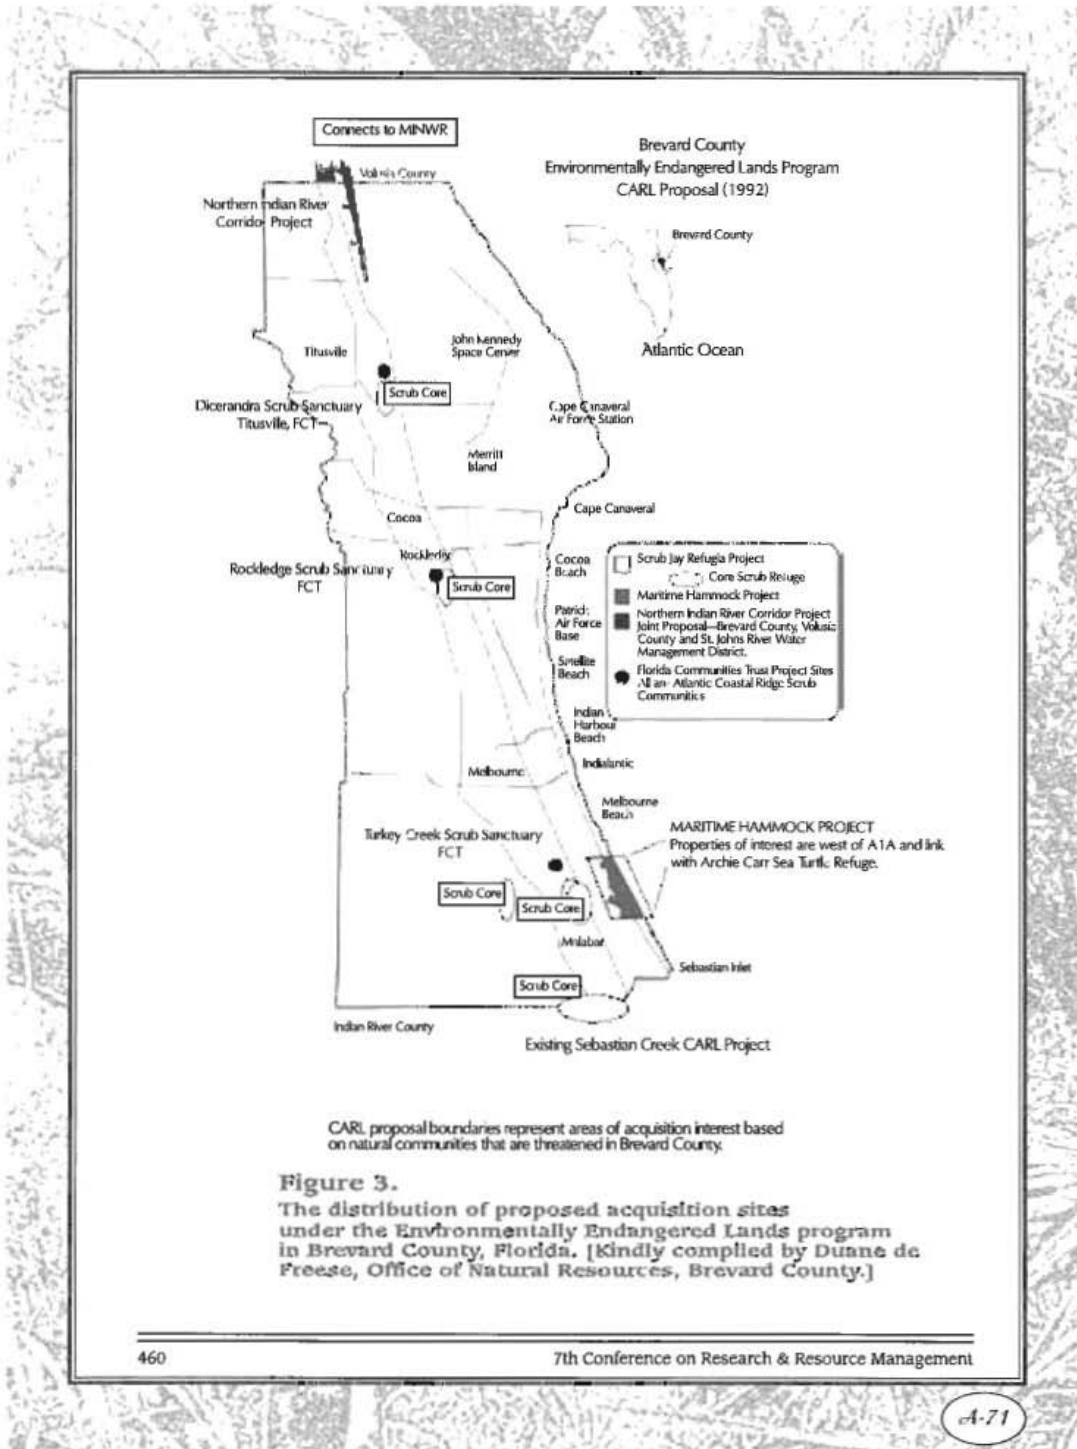 Connects to MINWR
Brevard County
Environmentally Endangered Lands Program
CARL Proposal (1992)
Volusia County
Northern Indian River
Corridor Project
Brevard County
Atlantic Ocean
Titusville
John Kennedy
Space Center
Scrub Core
Dicerandra Scrub Sanctuary
Titusville, FCT
Cape Canaveral
Air Force Station
Merritt
Island
Cape Canaveral
Cocoa
Rockledge
Rockledge Scrub Sanctuary
FCT
Scrub Core
Cocoa
Beach
Scrub Jay Refugia Project
Core Scrub Refuge
Maritime Hammock Project
Northern Indian River Corridor Project
Joint Proposal—Brevard County, Volusia
County and St. Johns River Water
Management District.
Florida Communities Trust Project Sites
All are Atlantic Coastal Ridge Scrub
Communities
Patrick
Air Force
Base
Satellite
Beach
Indian
Harbour
Beach
Indialantic
Melbourne
Melbourne
Beach
MARITIME HAMMOCK PROJECT
Properties of interest are west of A1A and link
with Archie Carr Sea Turtle Refuge.
Turkey Creek Scrub Sanctuary
FCT
Scrub Core
Scrub Core
Malabar
Sebastian Inlet
Scrub Core
Indian River County
Existing Sebastian Creek CARL Project
CARL proposal boundaries represent areas of acquisition interest based
on natural communities that are threatened in Brevard County.
Figure 3.
The distribution of proposed acquisition sites
under the Environmentally Endangered Lands program
in Brevard County, Florida. [Kindly compiled by Duane de
Freese, Office of Natural Resources, Brevard County.]
460
7th Conference on Research & Resource Management
A-71